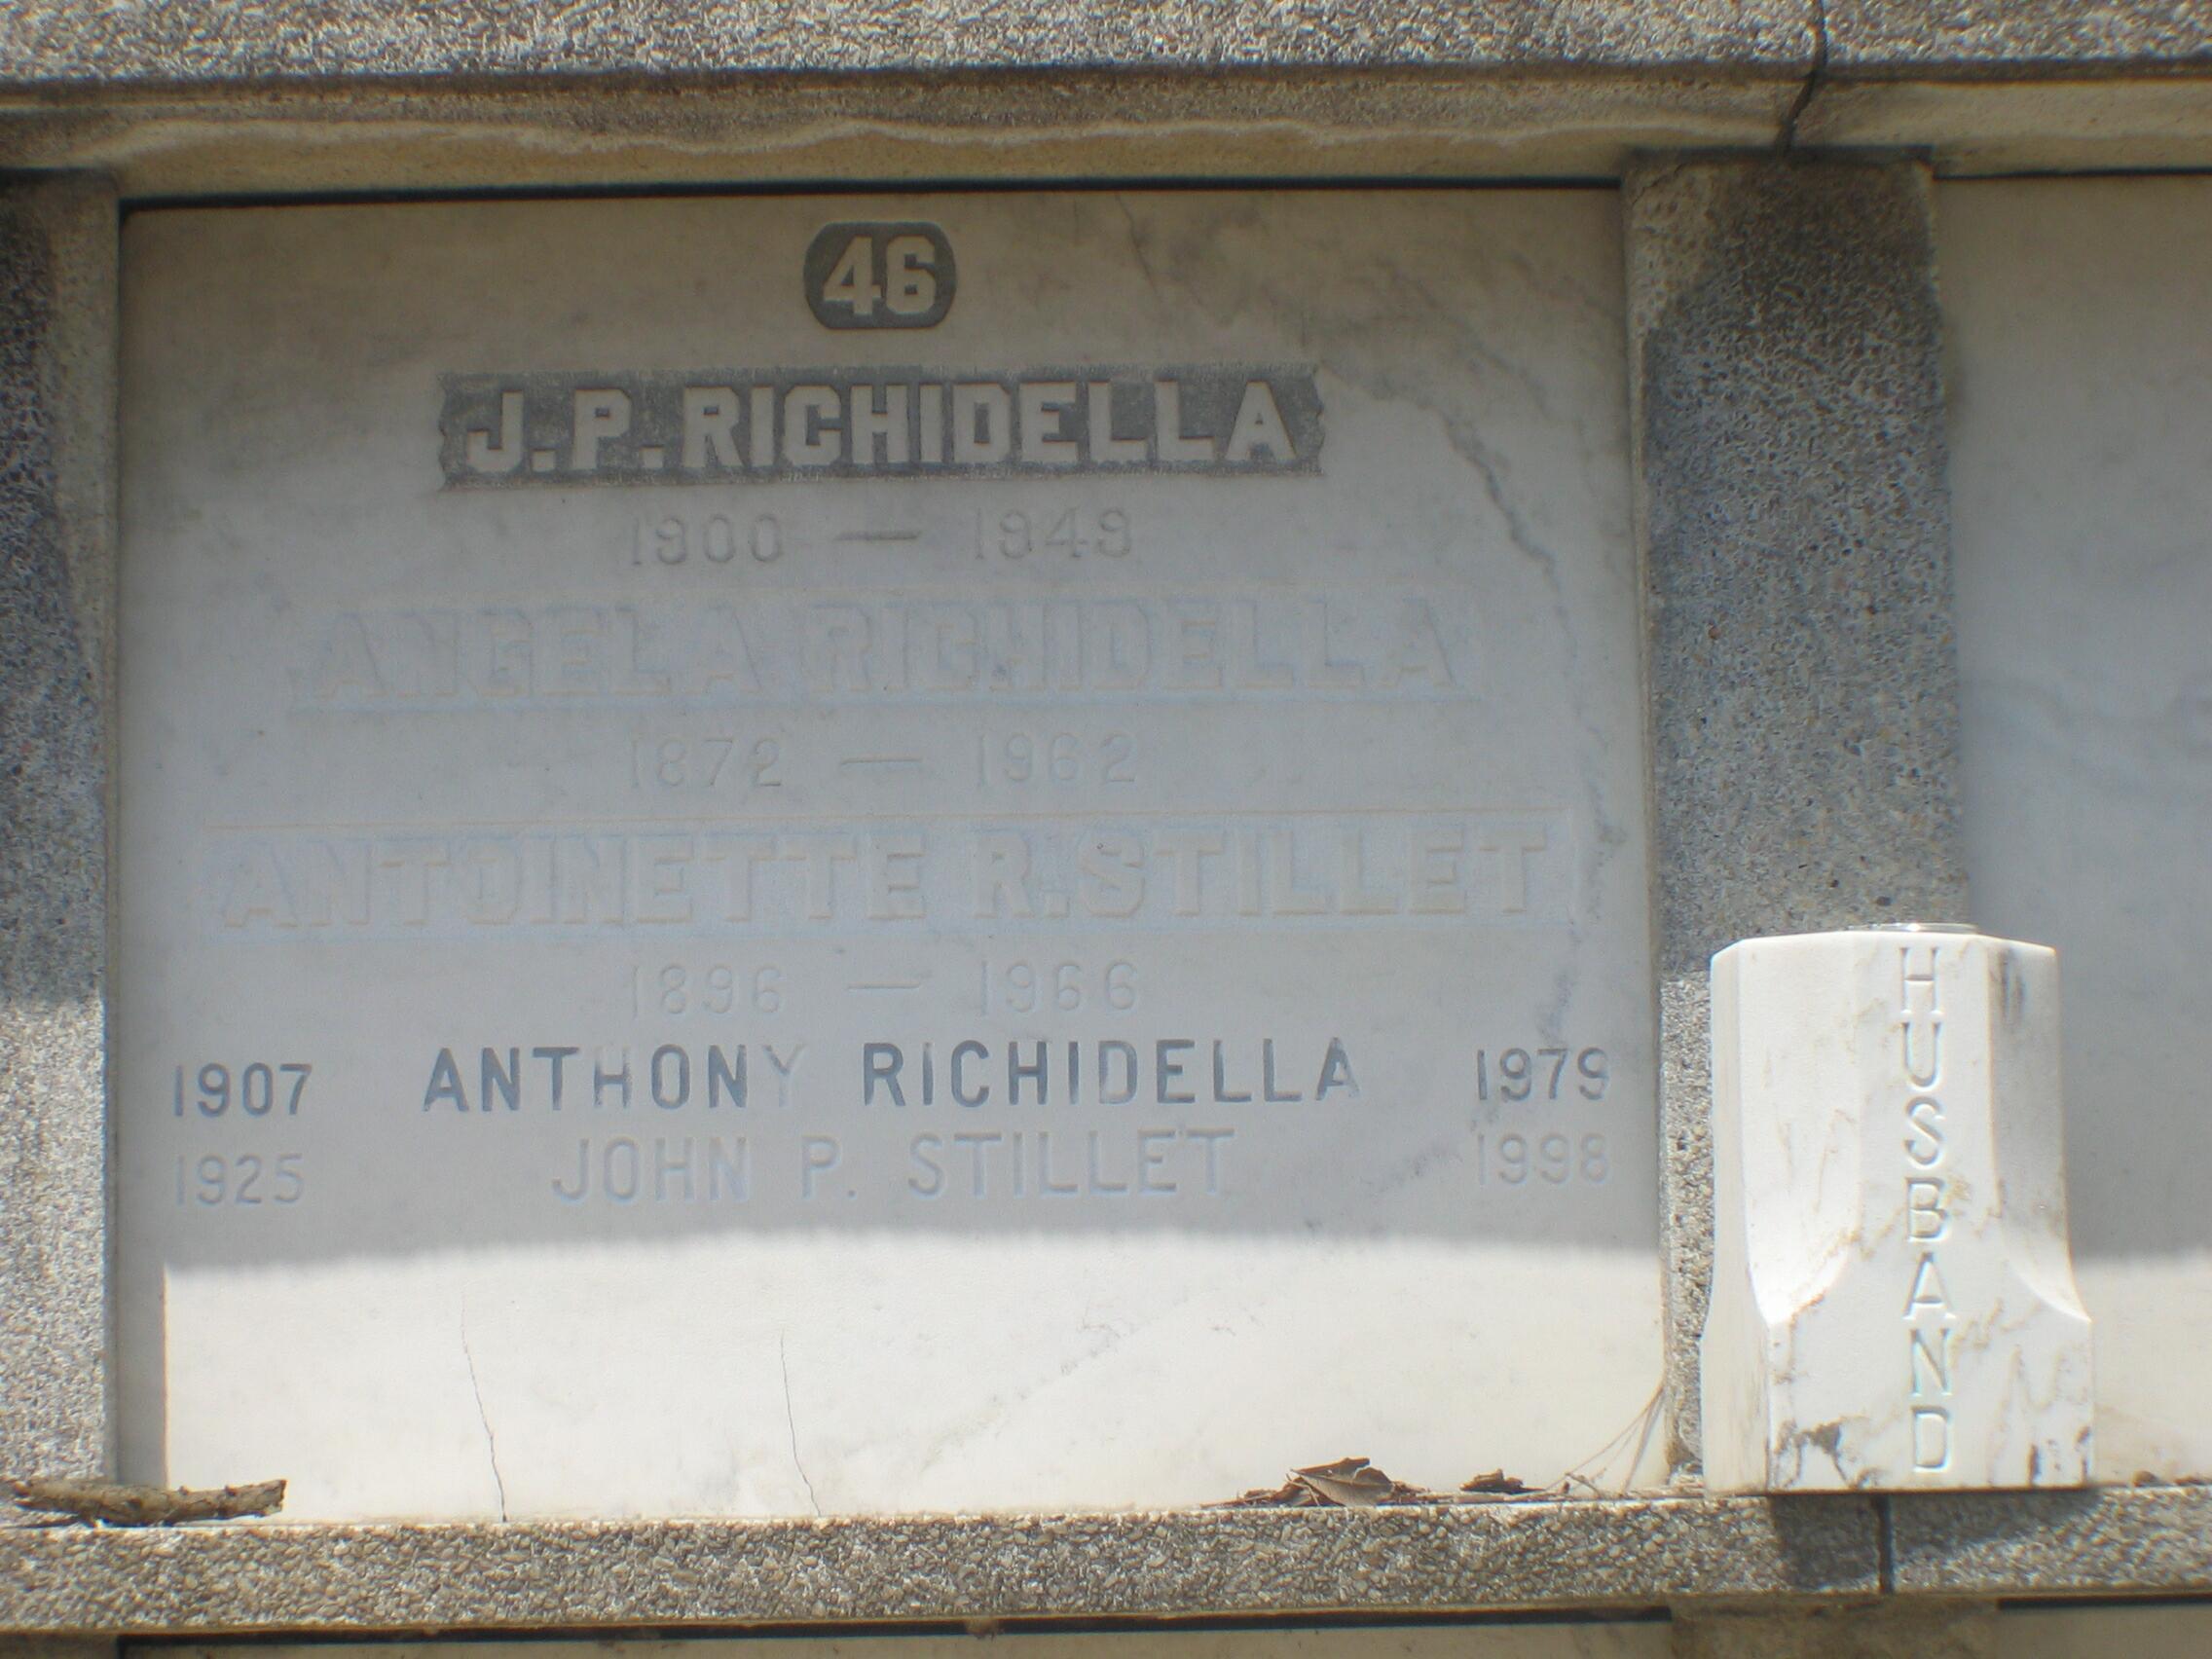 46
J.P.RICHIDELLA
1900 — 1949
ANGELA RICHIDELLA
1872 — 1962
ANTOINETTE R.STILLET
1896 — 1966
1907 ANTHONY RICHIDELLA 1979
1925 JOHN P. STILLET 1998
HUSBAND